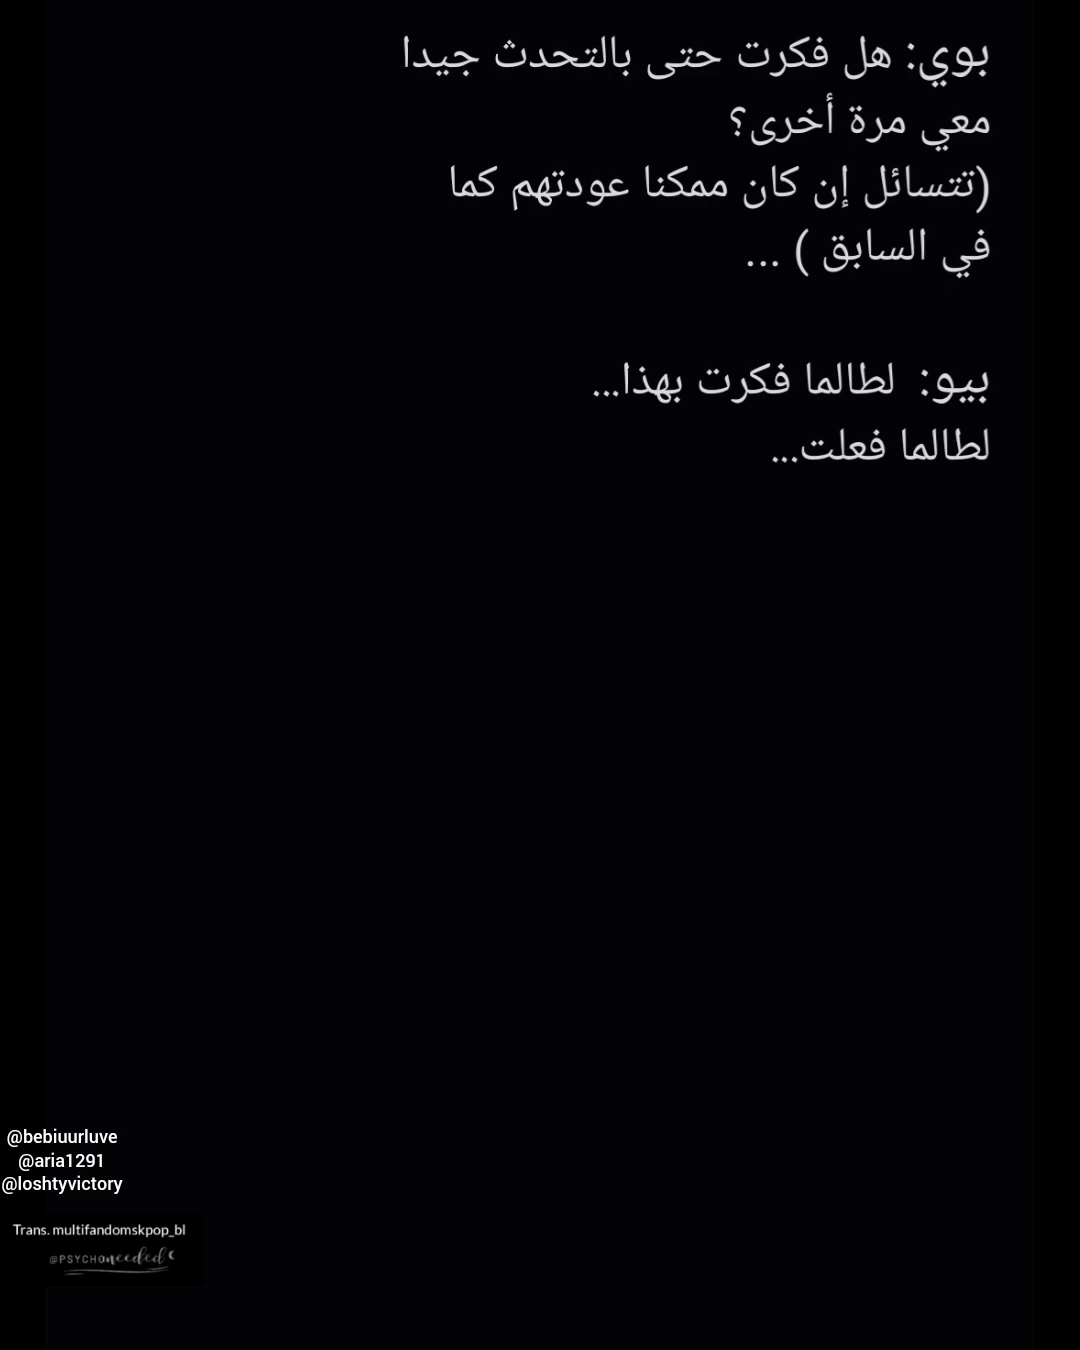 بوي: هل فكرت حتى بالتحدث جيدا
معي مرة أخرى؟
(تتسائل إن كان ممكنا عودتهم كما
في السابق ) ...
بيو: لطالما فكرت بهذا...
لطالما فعلت...
@bebiuurluve
@aria1291
@loshtyvictory
Trans. multifandomskpop_bl
@PSYCHOneeded